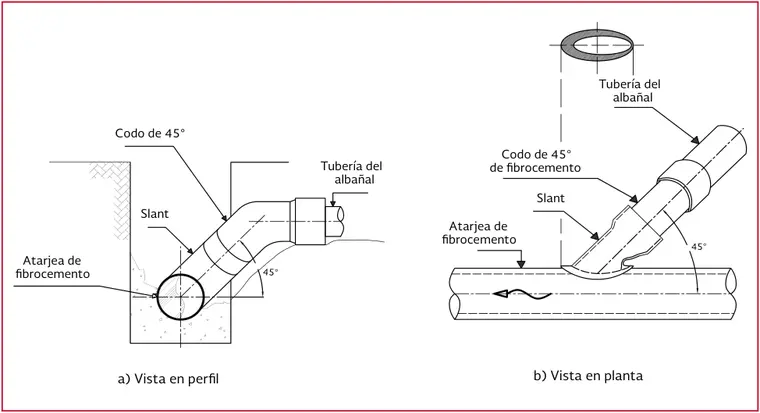 Codo de 45°
Tubería del
albañal
Slant
Atarjea de
fibrocemento
45°
a) Vista en perfil
Tubería del
albañal
Codo de 45°
de fibrocemento
Slant
Atarjea de
fibrocemento
45°
b) Vista en planta